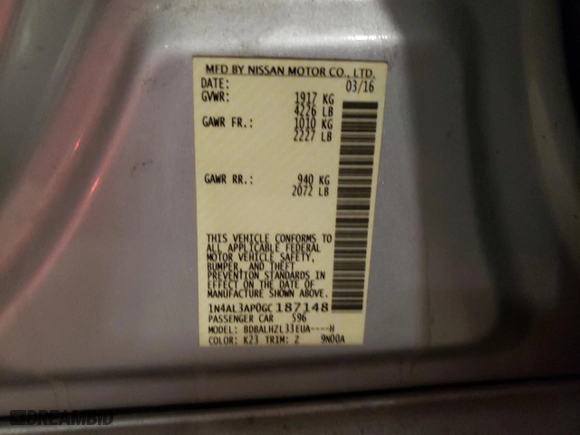 MFD BY NISSAN MOTOR CO., LTD.
DATE: 03/16
GVWR: 1917 KG
4226 LB
GAWR FR.: 1010 KG
2227 LB
GAWR RR.: 940 KG
2072 LB
THIS VEHICLE CONFORMS TO
ALL APPLICABLE FEDERAL
MOTOR VEHICLE SAFETY,
BUMPER, AND THEFT
PREVENTION STANDARDS IN
EFFECT ON THE DATE OF
MANUFACTURE SHOWN ABOVE.
1N4AL3AP0GC187148
PASSENGER CAR 596
MODEL: BDBALHZL33EUA----H
COLOR: K23 TRIM: 2 9N00A
DREAMBID